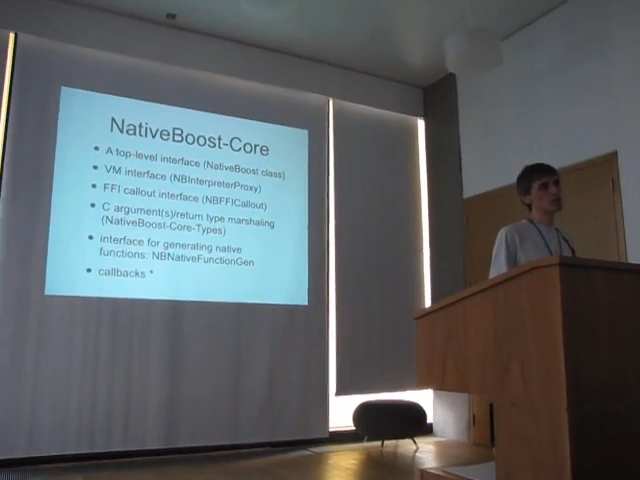 NativeBoost-Core
• A top-level interface (NativeBoost class)
• VM interface (NBInterpreterProxy)
• FFI callout interface (NBFFICallout)
• C argument(s)/return type marshaling
(NativeBoost-Core-Types)
• interface for generating native
functions: NBNativeFunctionGen
• callbacks *